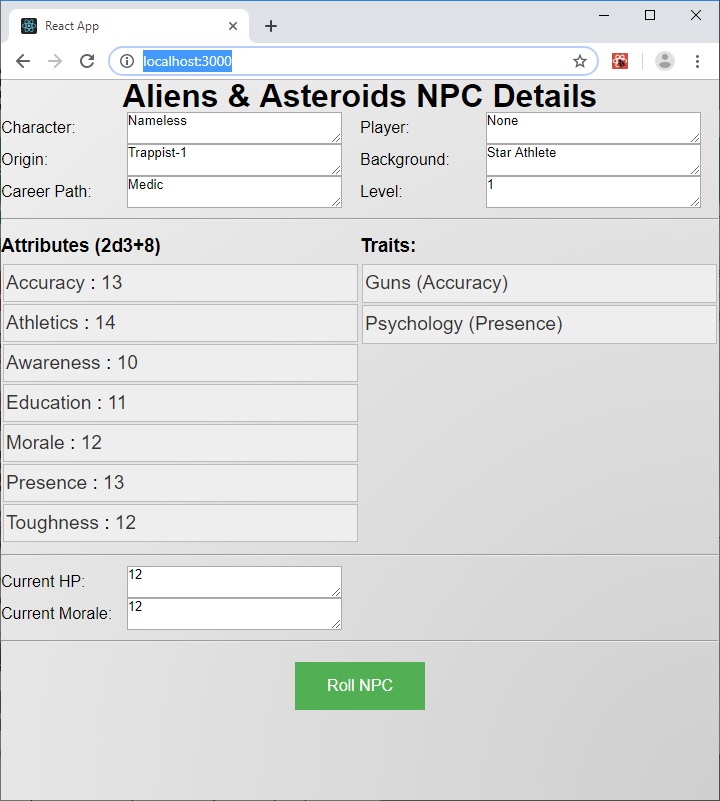 React App
localhost:3000
Aliens & Asteroids NPC Details
Character: Nameless Player: None
Origin: Trappist-1 Background: Star Athlete
Career Path: Medic Level: 1
Attributes (2d3+8) Traits:
Accuracy : 13 Guns (Accuracy)
Athletics : 14 Psychology (Presence)
Awareness : 10
Education : 11
Morale : 12
Presence : 13
Toughness : 12
Current HP: 12
Current Morale: 12
Roll NPC